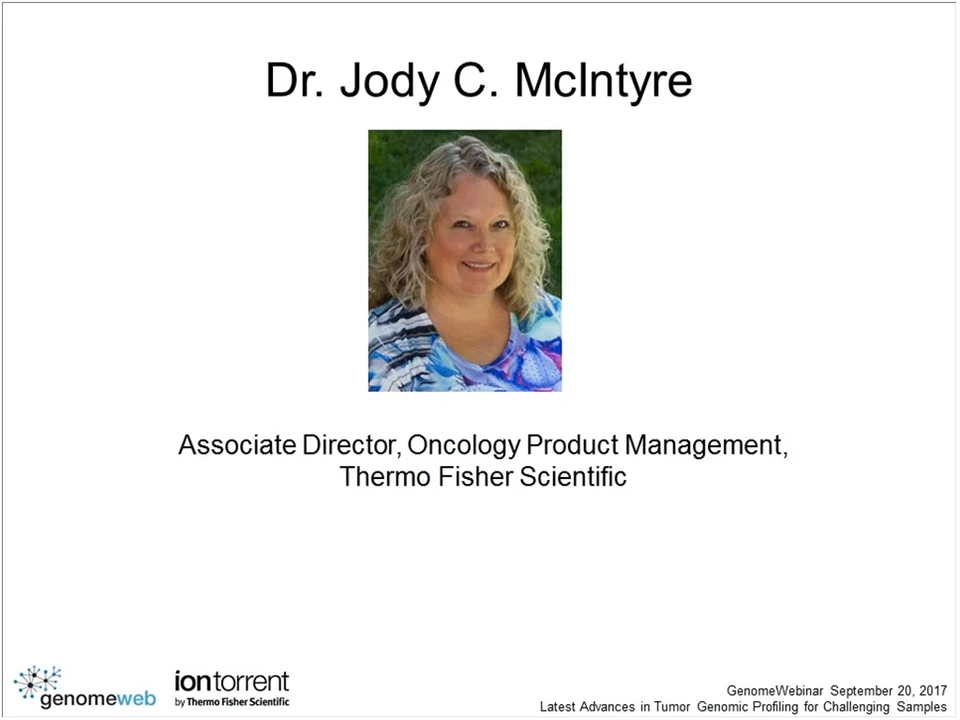 Dr. Jody C. McIntyre
Associate Director, Oncology Product Management,
Thermo Fisher Scientific
genomeweb
iontorrent
by Thermo Fisher Scientific
GenomeWebinar September 20, 2017
Latest Advances in Tumor Genomic Profiling for Challenging Samples